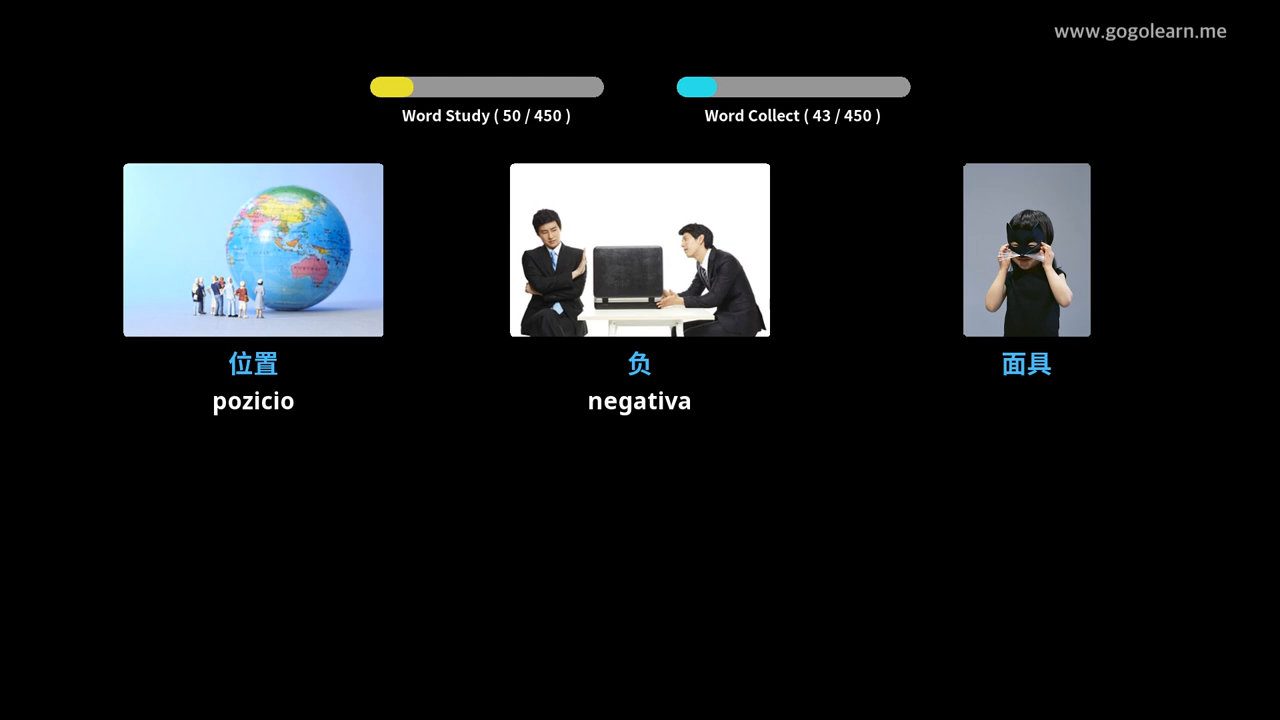 www.gogolearn.me
Word Study ( 50 / 450 )
Word Collect ( 43 / 450 )
位置
负
面具
pozicio
negativa